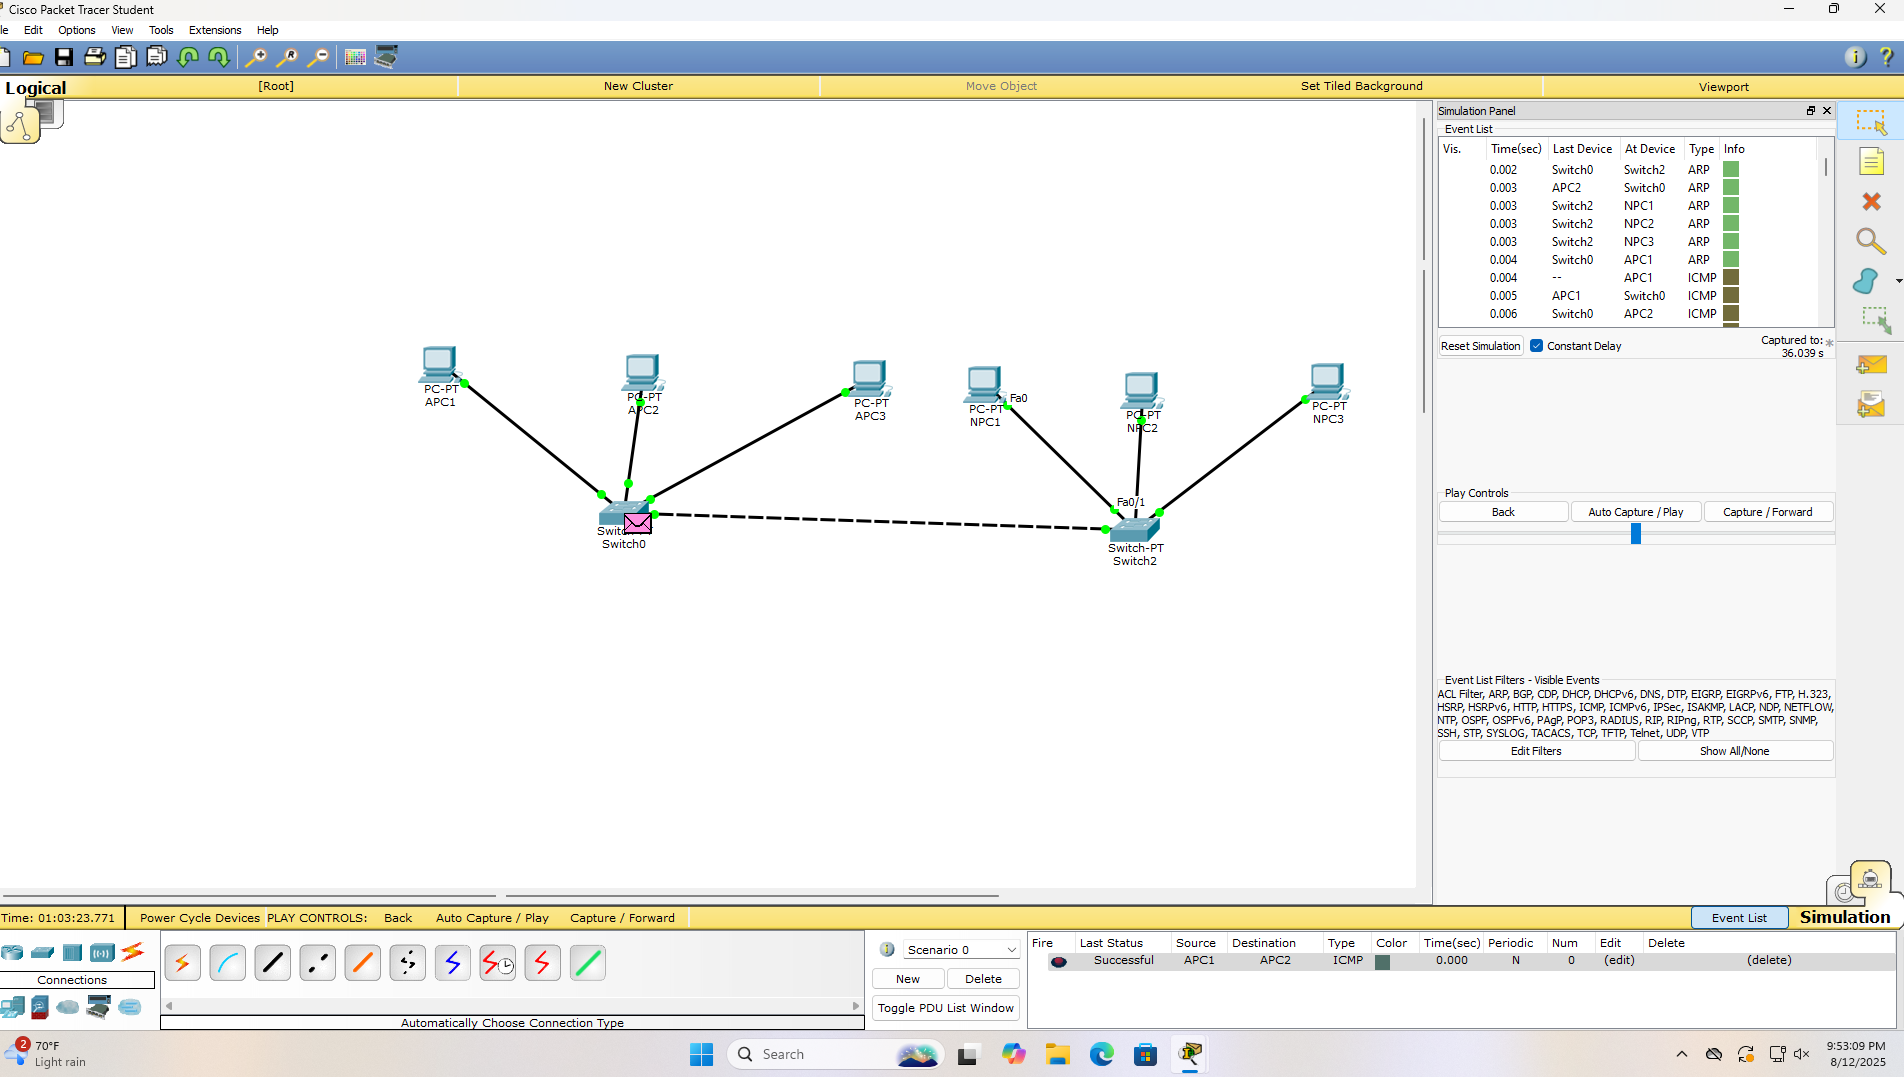 Cisco Packet Tracer Student
le Edit Options View Tools Extensions Help
Logical [Root] New Cluster Move Object Set Tiled Background Viewport
Simulation Panel
Event List
Vis. Time(sec) Last Device At Device Type Info
0.002 Switch0 Switch2 ARP
0.003 APC2 Switch0 ARP
0.003 Switch2 NPC1 ARP
0.003 Switch2 NPC2 ARP
0.003 Switch2 NPC3 ARP
0.004 Switch0 APC1 ARP
0.004 -- APC1 ICMP
0.005 APC1 Switch0 ICMP
0.006 Switch0 APC2 ICMP
Reset Simulation Constant Delay Captured to: *
36.039 s
PC-PT
APC1
PC-PT
APC2
PC-PT
APC3
Fa0
PC-PT
NPC1
PC-PT
NPC2
PC-PT
NPC3
Fa0/1
Switch0
Switch-PT
Switch2
Play Controls
Back Auto Capture / Play Capture / Forward
Event List Filters - Visible Events
ACL Filter, ARP, BGP, CDP, DHCP, DHCPv6, DNS, DTP, EIGRP, EIGRPv6, FTP, H.323,
HSRP, HSRPv6, HTTP, HTTPS, ICMP, ICMPv6, IPSec, ISAKMP, LACP, NDP, NETFLOW,
NTP, OSPF, OSPFv6, PAgP, POP3, RADIUS, RIP, RIPng, RTP, SCCP, SMTP, SNMP,
SSH, STP, SYSLOG, TACACS, TCP, TFTP, Telnet, UDP, VTP
Edit Filters Show All/None
Time: 01:03:23.771 Power Cycle Devices PLAY CONTROLS: Back Auto Capture / Play Capture / Forward Event List Simulation
Connections
Automatically Choose Connection Type
Scenario 0
New Delete
Toggle PDU List Window
Fire Last Status Source Destination Type Color Time(sec) Periodic Num Edit Delete
Successful APC1 APC2 ICMP 0.000 N 0 (edit) (delete)
2
70°F
Light rain
Search
9:53:09 PM
8/12/2025